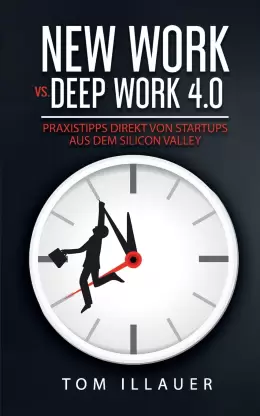 NEW WORK
VS. DEEP WORK 4.0
PRAXISTIPPS DIREKT VON STARTUPS
AUS DEM SILICON VALLEY
TOM ILLAUER